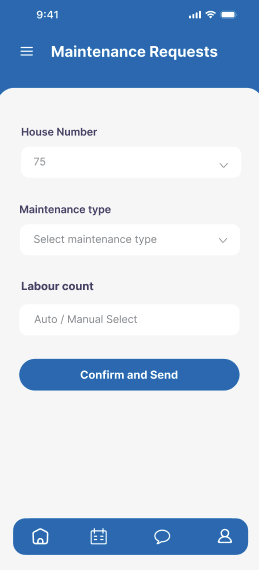 9:41
Maintenance Requests
House Number
75
Maintenance type
Select maintenance type
Labour count
Auto / Manual Select
Confirm and Send